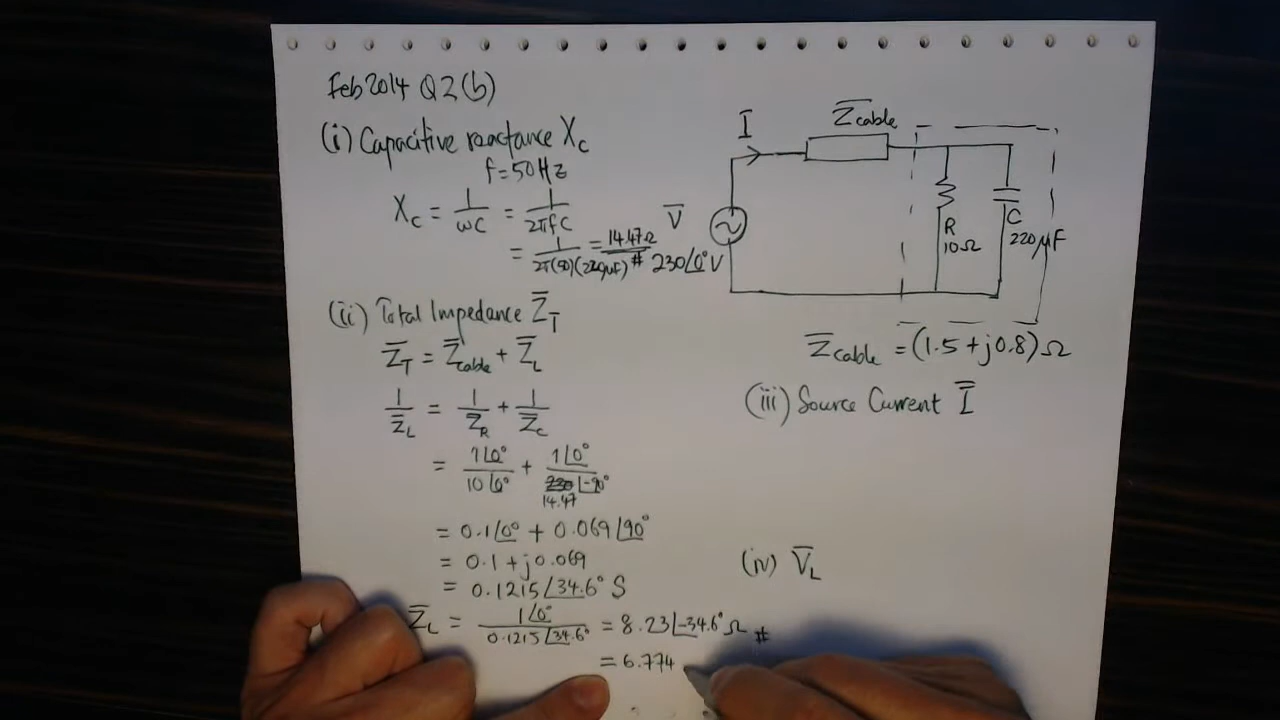 Feb 2014 Q2(b)
(i) Capacitive reactance X_C
f = 50Hz
X_C = 1/ωC = 1/2πfC
= 1/2π(50)(220μF) = 14.47Ω #
(ii) Total Impedance Z̅_T
Z̅_T = Z̅_cable + Z̅_L
1/Z̅_L = 1/Z̅_R + 1/Z̅_C
= 1∠0°/10∠0° + 1∠0°/14.47∠-90°
= 0.1∠0° + 0.069∠90°
= 0.1 + j0.069
= 0.1215∠34.6° S
Z̅_L = 1∠0°/0.1215∠34.6° = 8.23∠-34.6° Ω #
= 6.774
I̅
Z̅cable
V̅
230∠0° V
R
10Ω
C
220μF
Z̅cable = (1.5 + j0.8) Ω
(iii) Source Current I̅
(iv) V̅_L